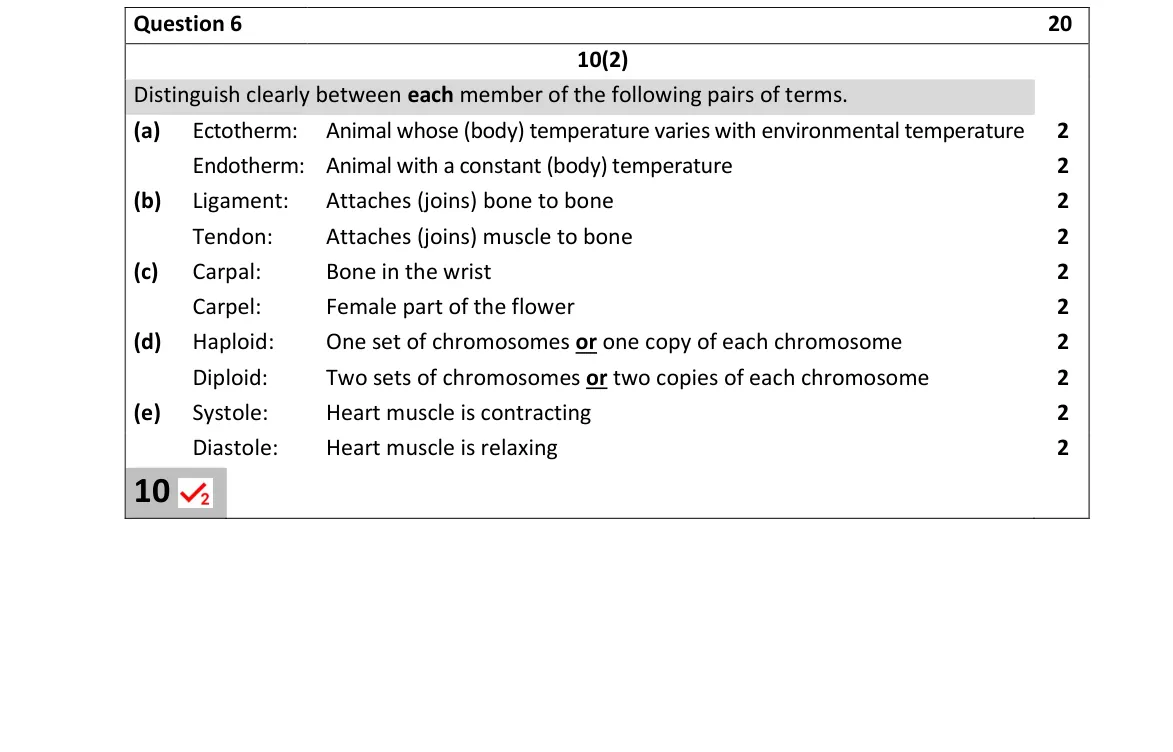 Question 6 20
10(2)
Distinguish clearly between each member of the following pairs of terms.
(a) Ectotherm: Animal whose (body) temperature varies with environmental temperature 2
Endotherm: Animal with a constant (body) temperature 2
(b) Ligament: Attaches (joins) bone to bone 2
Tendon: Attaches (joins) muscle to bone 2
(c) Carpal: Bone in the wrist 2
Carpel: Female part of the flower 2
(d) Haploid: One set of chromosomes or one copy of each chromosome 2
Diploid: Two sets of chromosomes or two copies of each chromosome 2
(e) Systole: Heart muscle is contracting 2
Diastole: Heart muscle is relaxing 2
10 ✓2